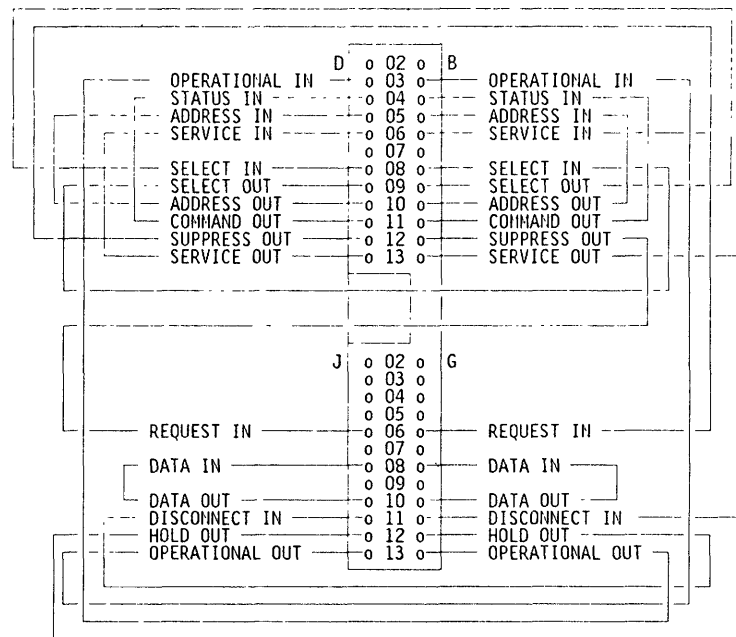 D o 02 o B
OPERATIONAL IN o 03 o OPERATIONAL IN
STATUS IN o 04 o STATUS IN
ADDRESS IN o 05 o ADDRESS IN
SERVICE IN o 06 o SERVICE IN
o 07 o
SELECT IN o 08 o SELECT IN
SELECT OUT o 09 o SELECT OUT
ADDRESS OUT o 10 o ADDRESS OUT
COMMAND OUT o 11 o COMMAND OUT
SUPPRESS OUT o 12 o SUPPRESS OUT
SERVICE OUT o 13 o SERVICE OUT
J o 02 o G
o 03 o
o 04 o
o 05 o
REQUEST IN o 06 o REQUEST IN
o 07 o
DATA IN o 08 o DATA IN
o 09 o
DATA OUT o 10 o DATA OUT
DISCONNECT IN o 11 o DISCONNECT IN
HOLD OUT o 12 o HOLD OUT
OPERATIONAL OUT o 13 o OPERATIONAL OUT